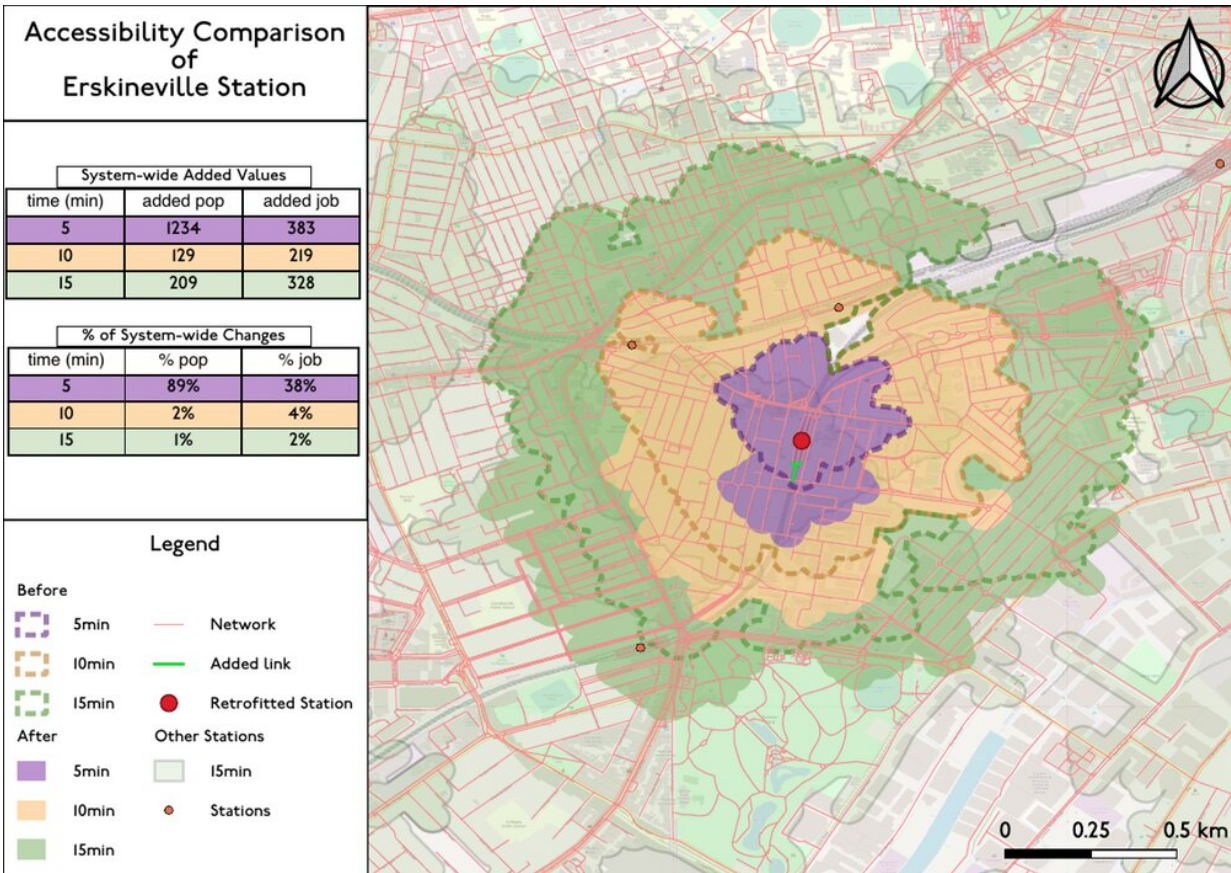 Accessibility Comparison
of
Erskineville Station
System-wide Added Values
time (min) added pop added job
5 1234 383
10 129 219
15 209 328
% of System-wide Changes
time (min) % pop % job
5 89% 38%
10 2% 4%
15 1% 2%
Legend
Before
5min Network
10min Added link
15min Retrofitted Station
After Other Stations
5min 15min
10min Stations
15min
0 0.25 0.5 km